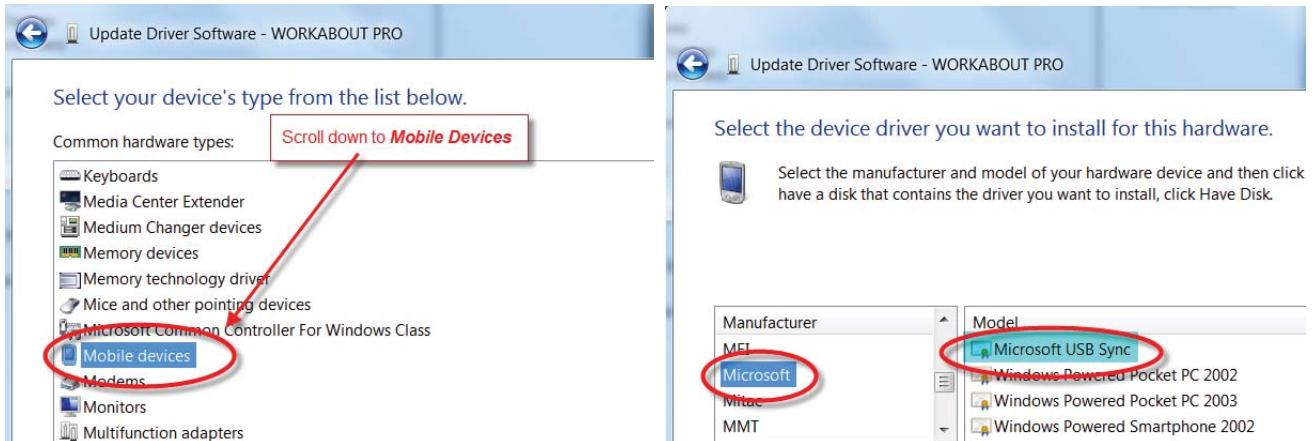 Update Driver Software - WORKABOUT PRO
Select your device's type from the list below.
Common hardware types:
Scroll down to Mobile Devices
Keyboards
Media Center Extender
Medium Changer devices
Memory devices
Memory technology driver
Mice and other pointing devices
Microsoft Common Controller For Windows Class
Mobile devices
Modems
Monitors
Multifunction adapters
Update Driver Software - WORKABOUT PRO
Select the device driver you want to install for this hardware.
Select the manufacturer and model of your hardware device and then click
have a disk that contains the driver you want to install, click Have Disk.
Manufacturer
MEI
Microsoft
Mitac
MMT
Model
Microsoft USB Sync
Windows Powered Pocket PC 2002
Windows Powered Pocket PC 2003
Windows Powered Smartphone 2002